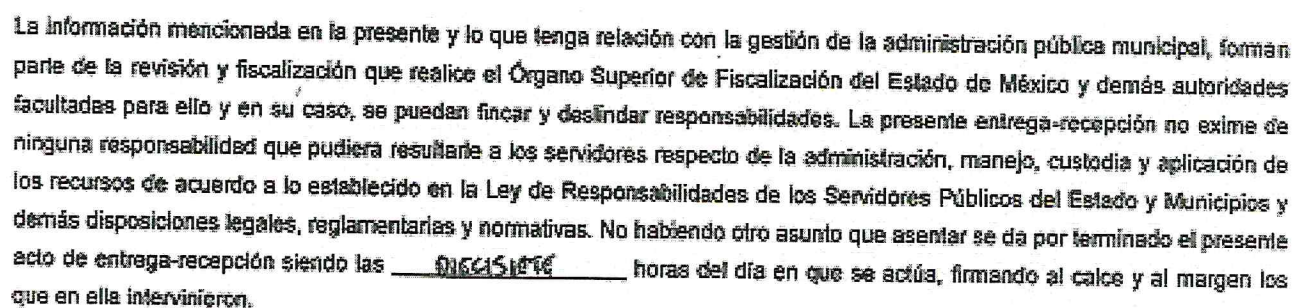 La información mencionada en la presente y lo que tenga relación con la gestión de la administración pública municipal, forman
parte de la revisión y fiscalización que realice el Órgano Superior de Fiscalización del Estado de México y demás autoridades
facultadas para ello y en su caso, se puedan fincar y deslindar responsabilidades. La presente entrega-recepción no exime de
ninguna responsabilidad que pudiera resultarle a los servidores respecto de la administración, manejo, custodia y aplicación de
los recursos de acuerdo a lo establecido en la Ley de Responsabilidades de los Servidores Públicos del Estado y Municipios y
demás disposiciones legales, reglamentarias y normativas. No habiendo otro asunto que asentar se da por terminado el presente
acto de entrega-recepción siendo las DIECISIETE horas del día en que se actúa, firmando al calce y al margen los
que en ella intervinieron.